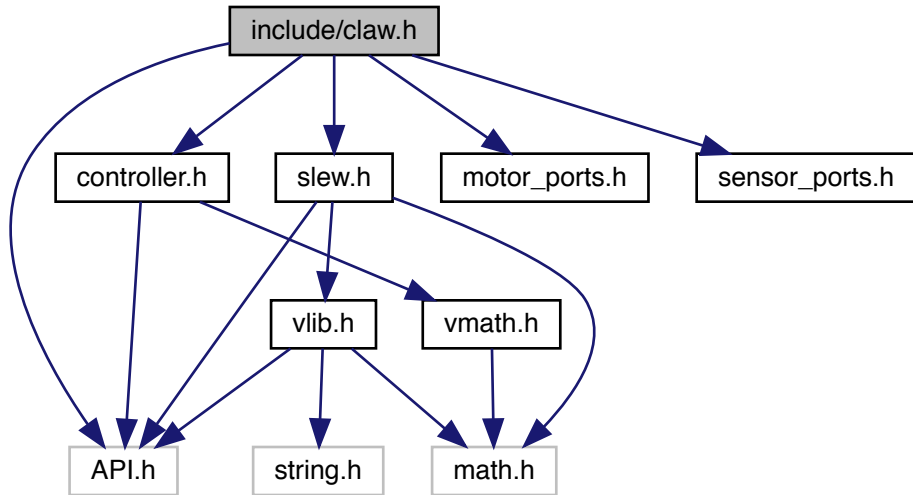 include/claw.h
controller.h
slew.h
motor_ports.h
sensor_ports.h
vlib.h
vmath.h
API.h
string.h
math.h